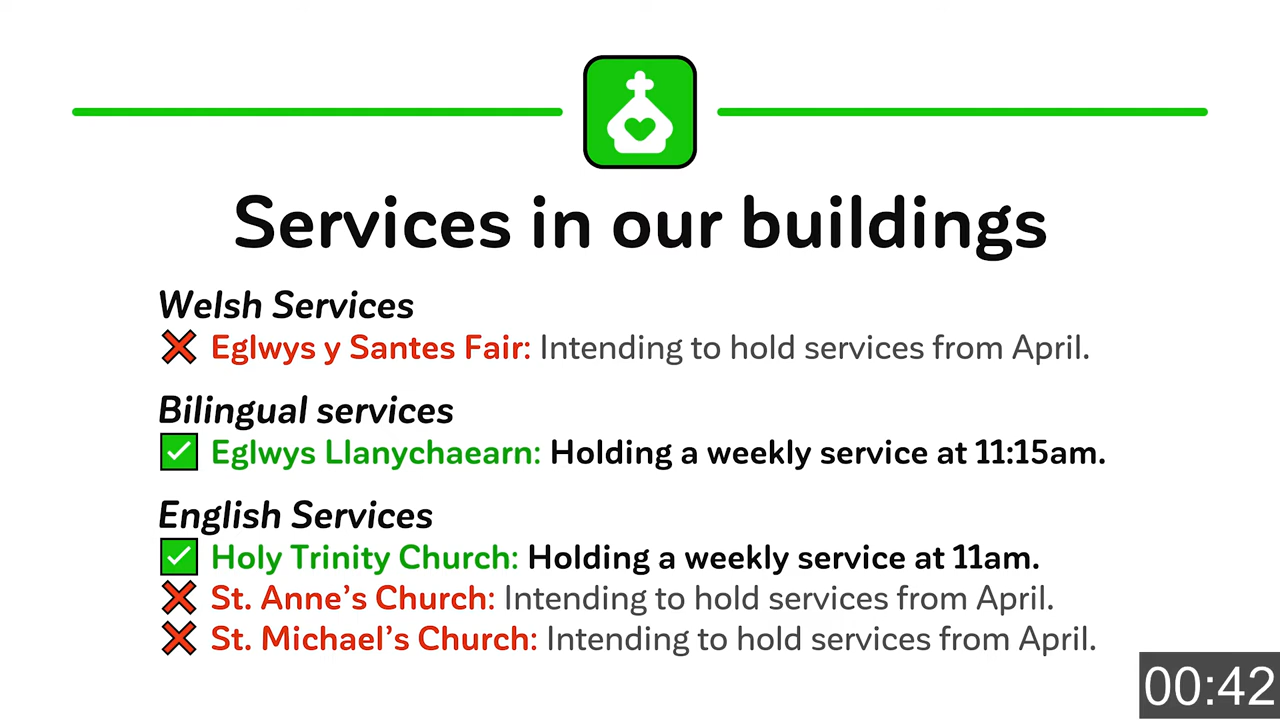 Services in our buildings
Welsh Services
Eglwys y Santes Fair: Intending to hold services from April.
Bilingual services
Eglwys Llanychaearn: Holding a weekly service at 11:15am.
English Services
Holy Trinity Church: Holding a weekly service at 11am.
St. Anne’s Church: Intending to hold services from April.
St. Michael’s Church: Intending to hold services from April.
00:42